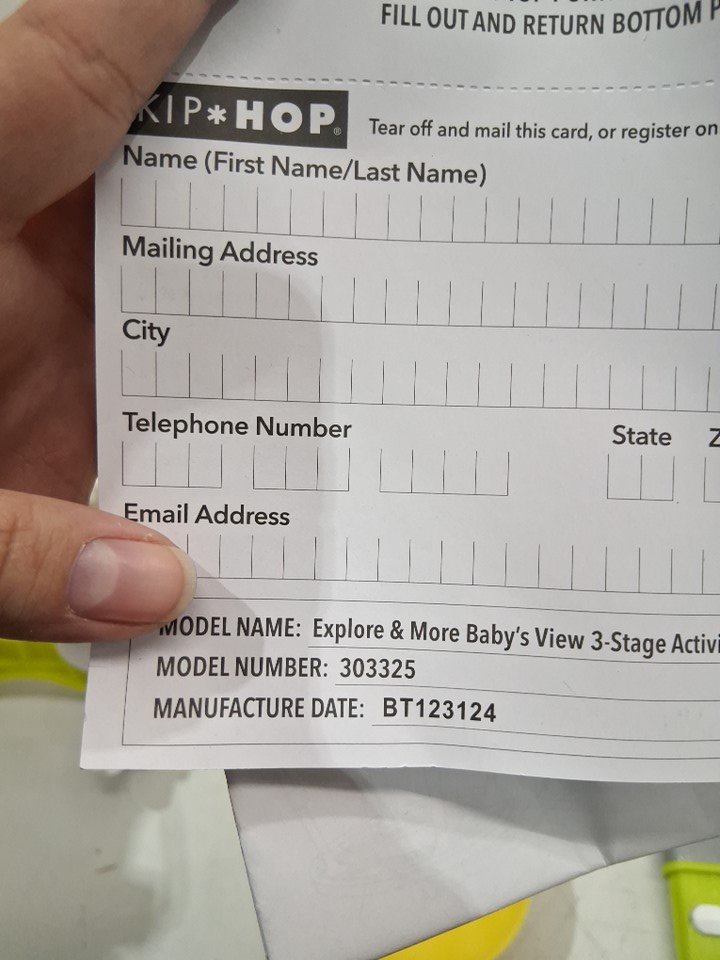 FILL OUT AND RETURN BOTTOM
KIP*HOP®
Tear off and mail this card, or register on
Name (First Name/Last Name)
Mailing Address
City
Telephone Number
State
Email Address
MODEL NAME: Explore & More Baby's View 3-Stage Activi
MODEL NUMBER: 303325
MANUFACTURE DATE: BT123124